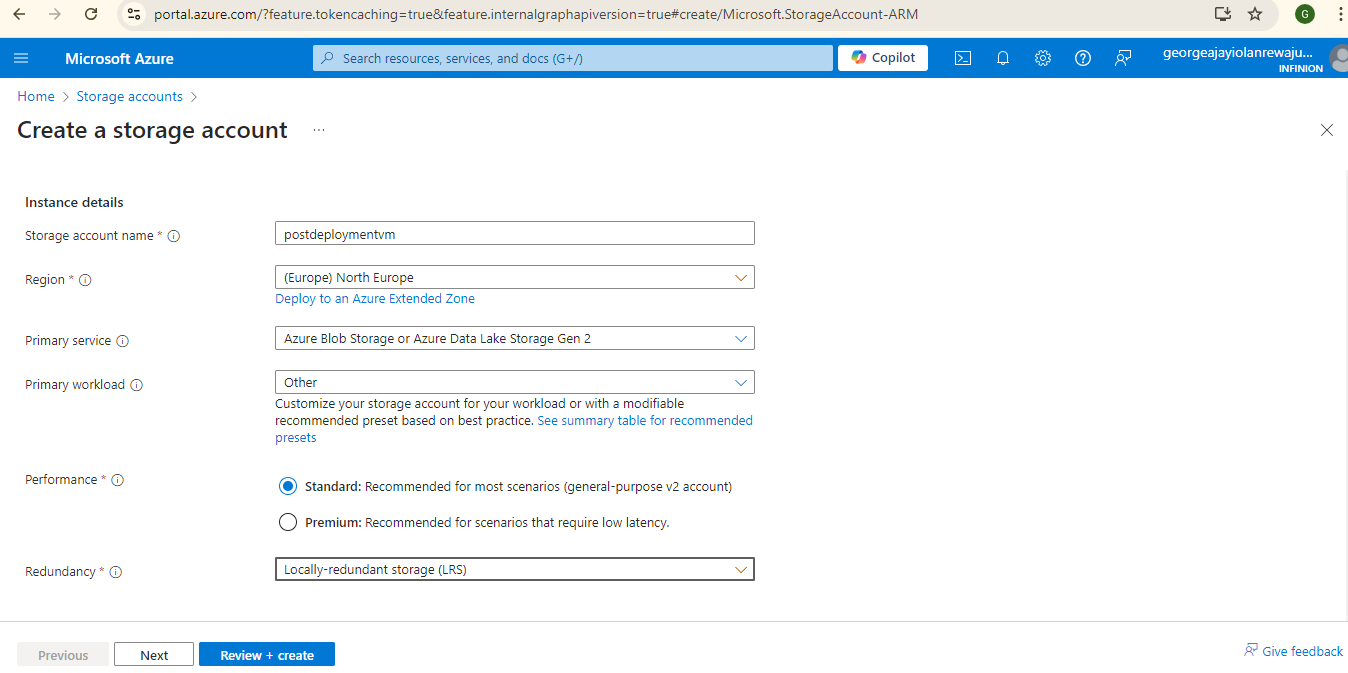 portal.azure.com/?feature.tokencaching=true&feature.internalgraphapiversion=true#create/Microsoft.StorageAccount-ARM
G
Microsoft Azure
Search resources, services, and docs (G+/)
Copilot
georgeajayiolanrewaju...
INFINION
Home > Storage accounts >
Create a storage account ...
Instance details
Storage account name *
postdeploymentvm
Region *
(Europe) North Europe
Deploy to an Azure Extended Zone
Primary service
Azure Blob Storage or Azure Data Lake Storage Gen 2
Primary workload
Other
Customize your storage account for your workload or with a modifiable
recommended preset based on best practice. See summary table for recommended
presets
Performance *
Standard: Recommended for most scenarios (general-purpose v2 account)
Premium: Recommended for scenarios that require low latency.
Redundancy *
Locally-redundant storage (LRS)
Previous
Next
Review + create
Give feedback